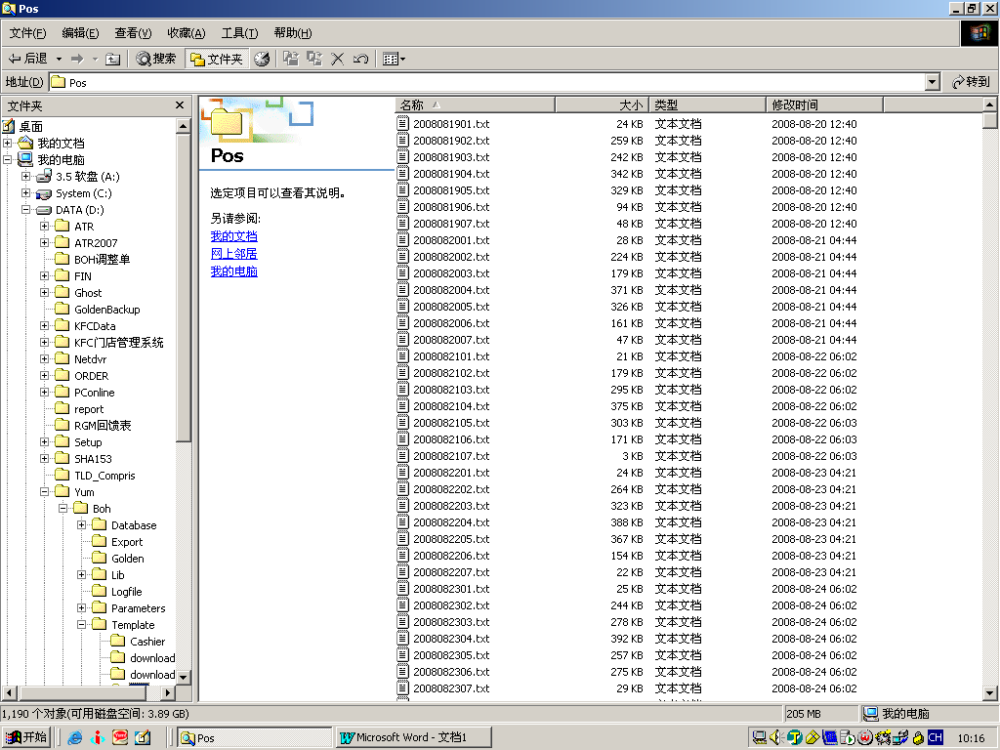 Pos
文件(F) 编辑(E) 查看(V) 收藏(A) 工具(T) 帮助(H)
后退 搜索 文件夹
地址(D) Pos 转到
文件夹
桌面
我的文档
我的电脑
3.5 软盘 (A:)
System (C:)
DATA (D:)
ATR
ATR2007
BOH调整单
FIN
Ghost
GoldenBackup
KFCData
KFC门店管理系统
Netdvr
ORDER
PConline
report
RGM回馈表
Setup
SHA153
TLD_Compris
Yum
Boh
Database
Export
Golden
Lib
Logfile
Parameters
Template
Cashier
download
download
Pos
选定项目可以查看其说明。
另请参阅:
我的文档
网上邻居
我的电脑
名称 大小 类型 修改时间
2008081901.txt 24 KB 文本文档 2008-08-20 12:40
2008081902.txt 259 KB 文本文档 2008-08-20 12:40
2008081903.txt 242 KB 文本文档 2008-08-20 12:40
2008081904.txt 342 KB 文本文档 2008-08-20 12:40
2008081905.txt 329 KB 文本文档 2008-08-20 12:40
2008081906.txt 94 KB 文本文档 2008-08-20 12:40
2008081907.txt 48 KB 文本文档 2008-08-20 12:40
2008082001.txt 28 KB 文本文档 2008-08-21 04:44
2008082002.txt 224 KB 文本文档 2008-08-21 04:44
2008082003.txt 179 KB 文本文档 2008-08-21 04:44
2008082004.txt 371 KB 文本文档 2008-08-21 04:44
2008082005.txt 326 KB 文本文档 2008-08-21 04:44
2008082006.txt 161 KB 文本文档 2008-08-21 04:44
2008082007.txt 47 KB 文本文档 2008-08-21 04:44
2008082101.txt 21 KB 文本文档 2008-08-22 06:02
2008082102.txt 179 KB 文本文档 2008-08-22 06:02
2008082103.txt 295 KB 文本文档 2008-08-22 06:02
2008082104.txt 375 KB 文本文档 2008-08-22 06:02
2008082105.txt 303 KB 文本文档 2008-08-22 06:03
2008082106.txt 171 KB 文本文档 2008-08-22 06:03
2008082107.txt 3 KB 文本文档 2008-08-22 06:03
2008082201.txt 24 KB 文本文档 2008-08-23 04:21
2008082202.txt 264 KB 文本文档 2008-08-23 04:21
2008082203.txt 323 KB 文本文档 2008-08-23 04:21
2008082204.txt 388 KB 文本文档 2008-08-23 04:21
2008082205.txt 367 KB 文本文档 2008-08-23 04:21
2008082206.txt 154 KB 文本文档 2008-08-23 04:21
2008082207.txt 22 KB 文本文档 2008-08-23 04:21
2008082301.txt 25 KB 文本文档 2008-08-24 06:02
2008082302.txt 244 KB 文本文档 2008-08-24 06:02
2008082303.txt 278 KB 文本文档 2008-08-24 06:02
2008082304.txt 392 KB 文本文档 2008-08-24 06:02
2008082305.txt 257 KB 文本文档 2008-08-24 06:02
2008082306.txt 275 KB 文本文档 2008-08-24 06:02
2008082307.txt 29 KB 文本文档 2008-08-24 06:02
1,190 个对象(可用磁盘空间: 3.89 GB) 205 MB 我的电脑
开始 Pos Microsoft Word - 文档1 CH 10:16